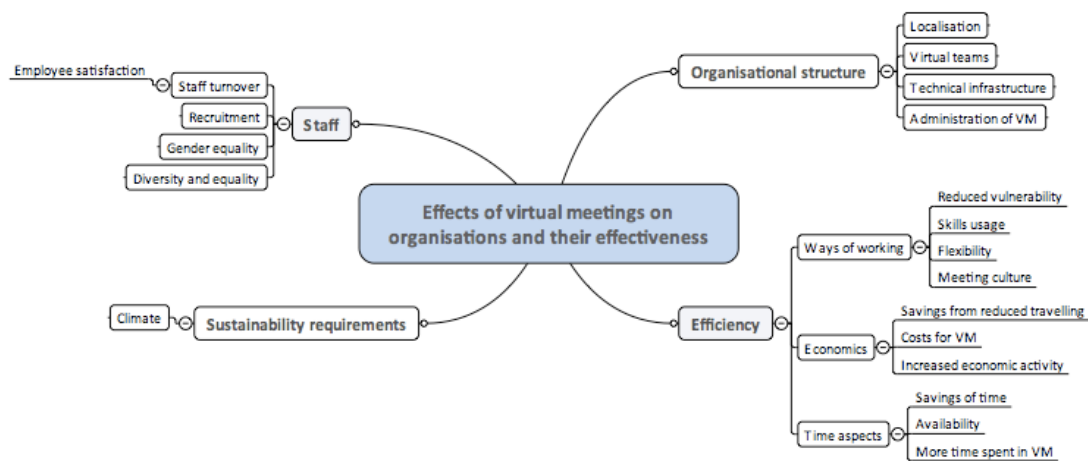 Effects of virtual meetings on
organisations and their effectiveness
Organisational structure
Localisation
Virtual teams
Technical infrastructure
Administration of VM
Efficiency
Ways of working
Reduced vulnerability
Skills usage
Flexibility
Meeting culture
Economics
Savings from reduced travelling
Costs for VM
Increased economic activity
Time aspects
Savings of time
Availability
More time spent in VM
Staff
Staff turnover
Employee satisfaction
Recruitment
Gender equality
Diversity and equality
Sustainability requirements
Climate